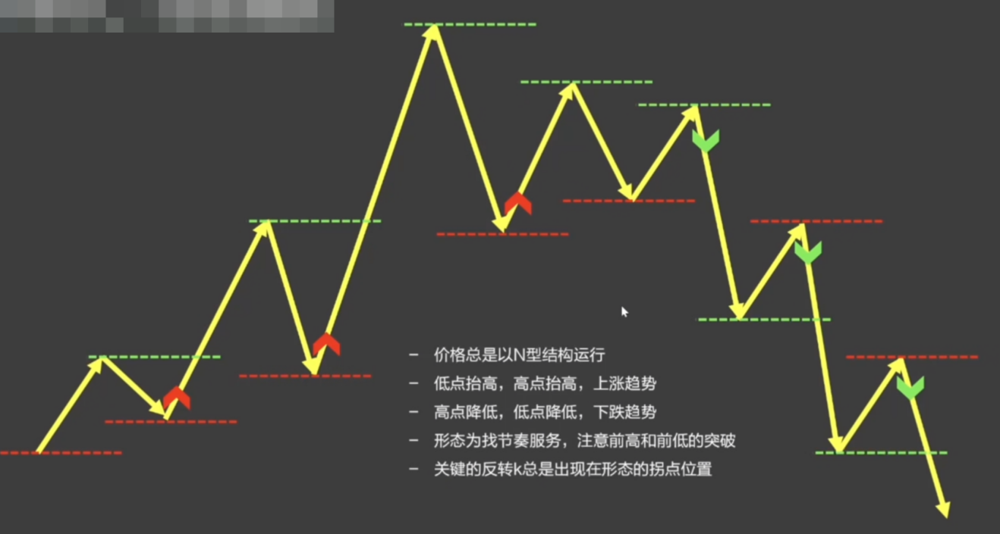 – 价格总是以N型结构运行
– 低点抬高，高点抬高，上涨趋势
– 高点降低，低点降低，下跌趋势
– 形态为找节奏服务，注意前高和前低的突破
– 关键的反转k总是出现在形态的拐点位置